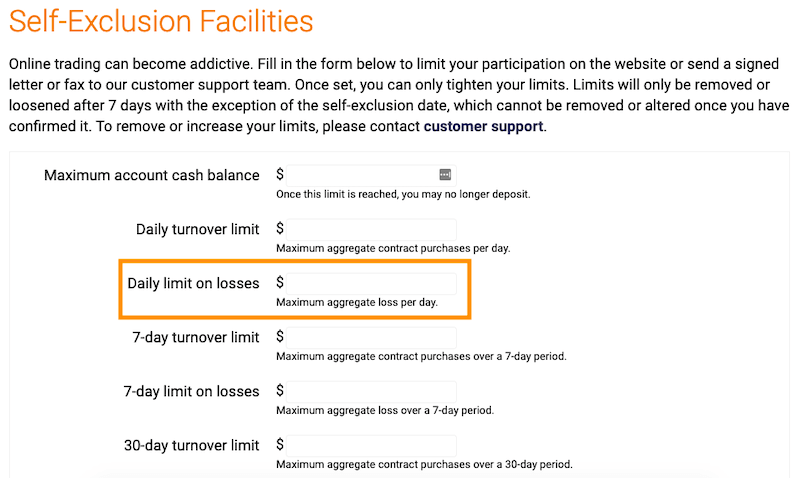 Self-Exclusion Facilities
Online trading can become addictive. Fill in the form below to limit your participation on the website or send a signed
letter or fax to our customer support team. Once set, you can only tighten your limits. Limits will only be removed or
loosened after 7 days with the exception of the self-exclusion date, which cannot be removed or altered once you have
confirmed it. To remove or increase your limits, please contact customer support.
Maximum account cash balance $
Once this limit is reached, you may no longer deposit.
Daily turnover limit $
Maximum aggregate contract purchases per day.
Daily limit on losses $
Maximum aggregate loss per day.
7-day turnover limit $
Maximum aggregate contract purchases over a 7-day period.
7-day limit on losses $
Maximum aggregate loss over a 7-day period.
30-day turnover limit $
Maximum aggregate contract purchases over a 30-day period.